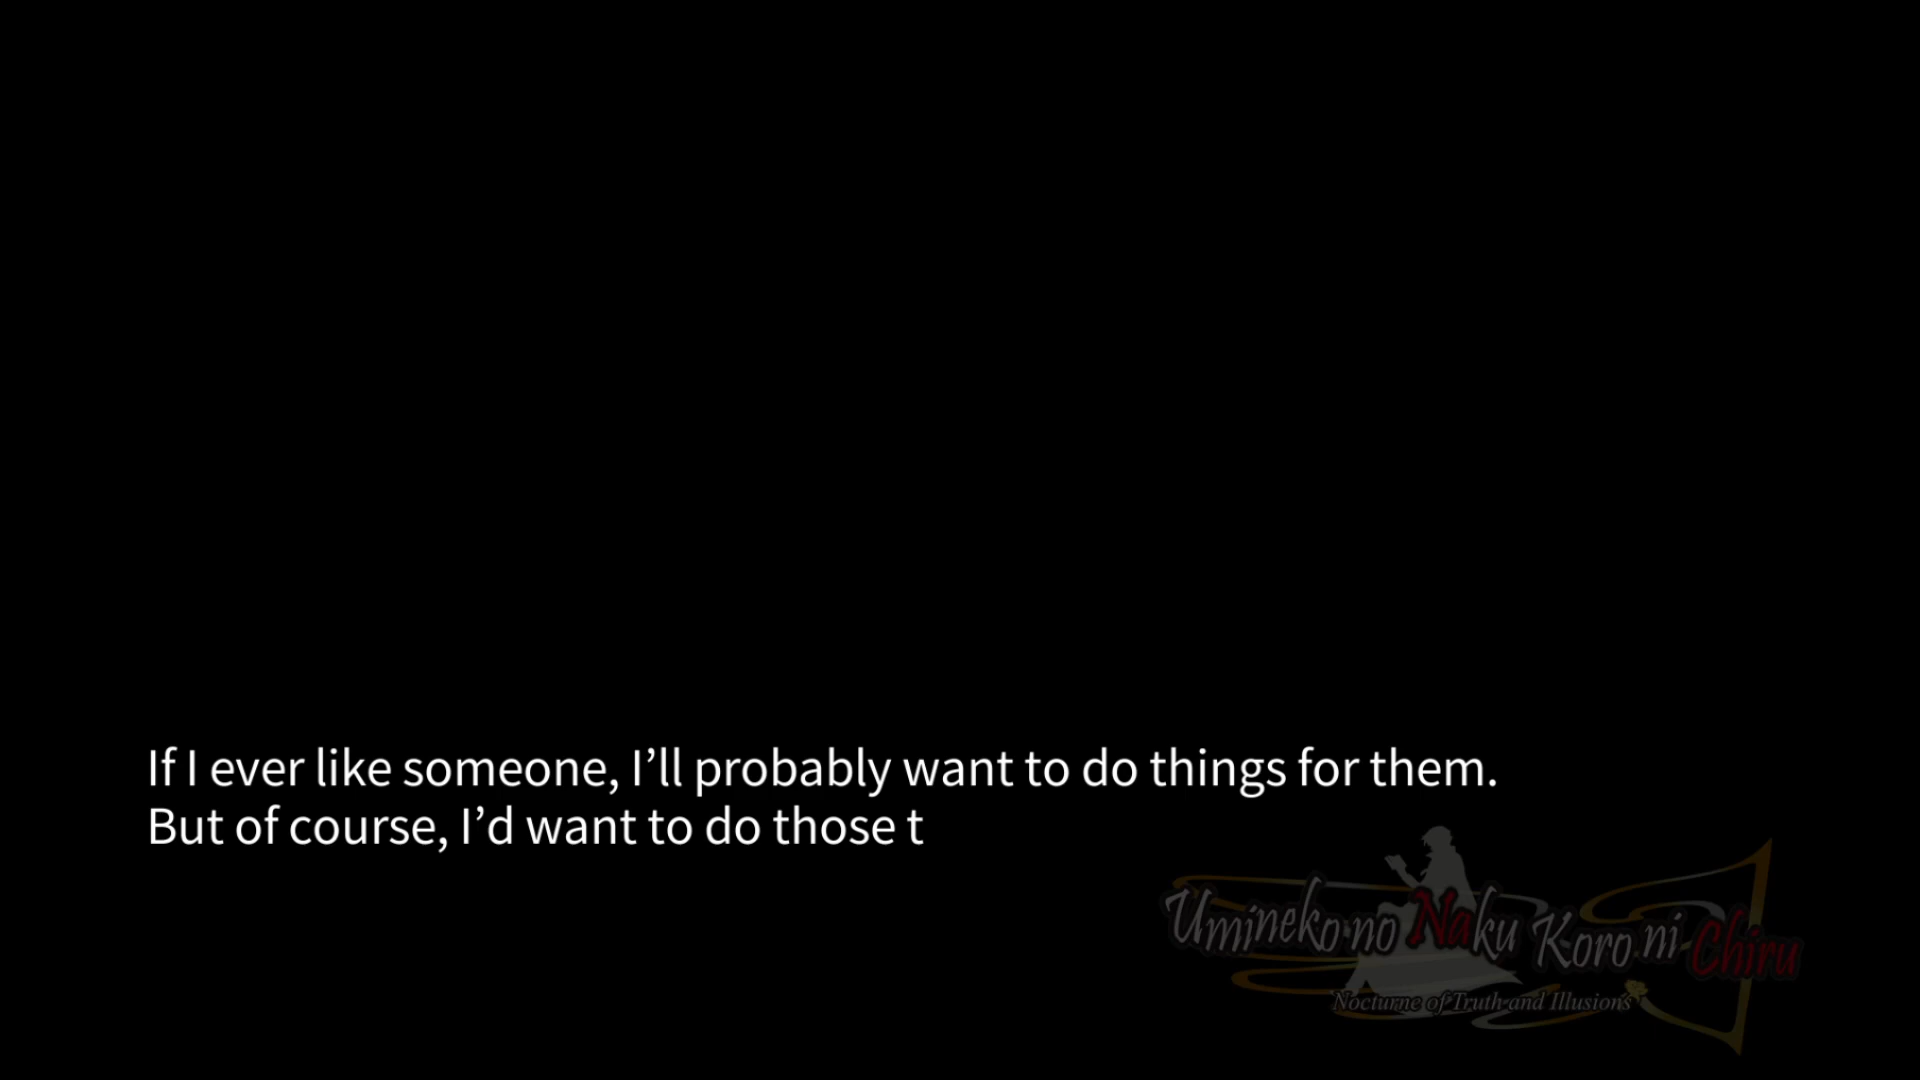 If I ever like someone, I’ll probably want to do things for them.
But of course, I’d want to do those t
Umineko no Naku Koro ni Chiru
Nocturne of Truth and Illusions